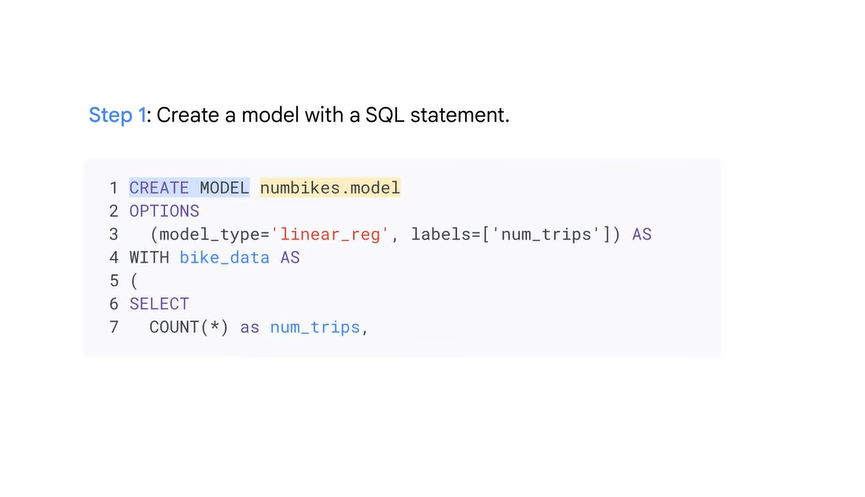 Step 1: Create a model with a SQL statement.
1 CREATE MODEL numbikes.model
2 OPTIONS
3 (model_type='linear_reg', labels=['num_trips']) AS
4 WITH bike_data AS
5 (
6 SELECT
7 COUNT(*) as num_trips,